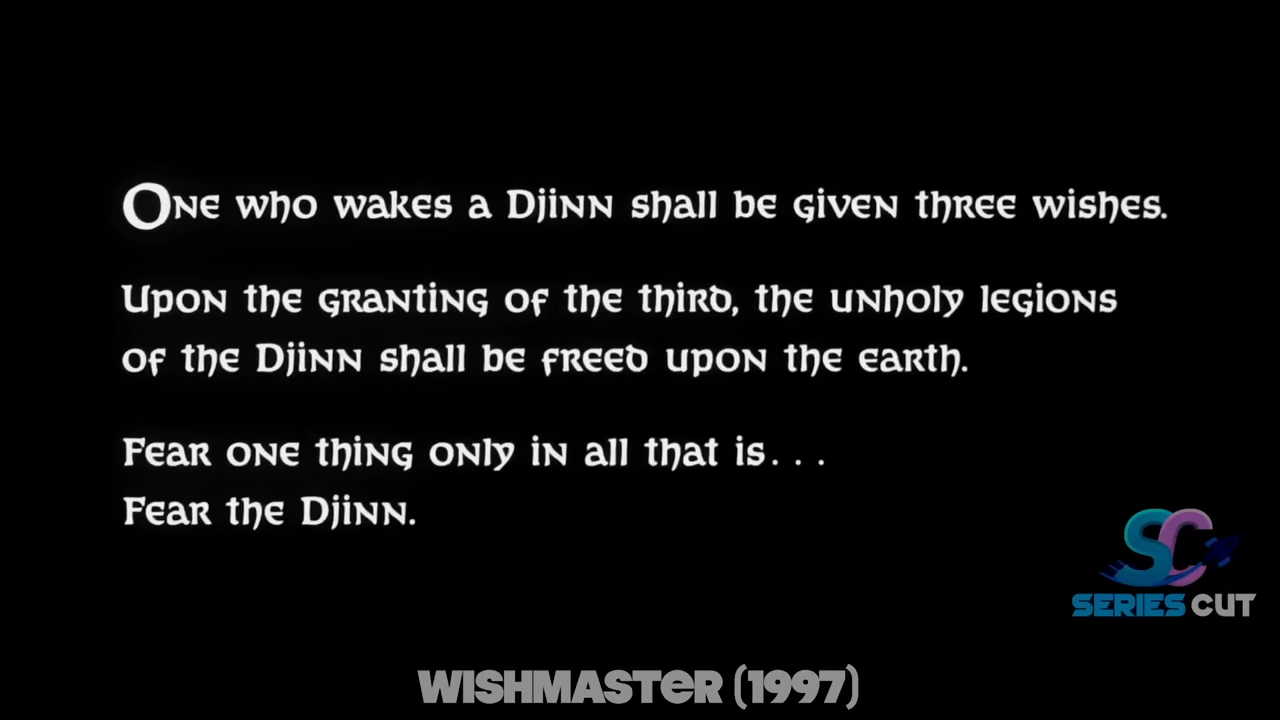 One who wakes a Djinn shall be given three wishes.
Upon the granting of the third, the unholy legions
of the Djinn shall be freed upon the earth.
Fear one thing only in all that is...
Fear the Djinn.
SC
SERIES CUT
WISHMASTER (1997)